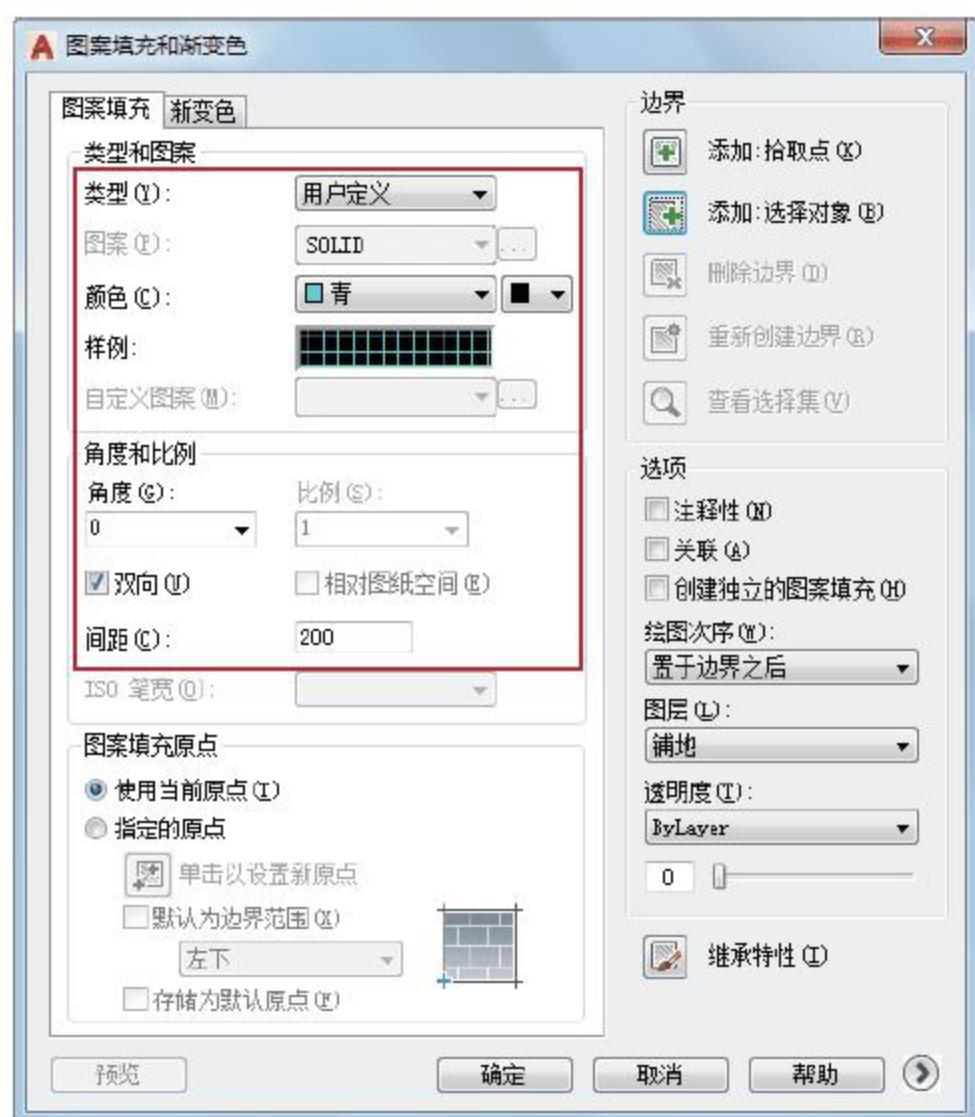 图案填充和渐变色
图案填充 渐变色
类型和图案
类型(Y): 用户定义
图案(P): SOLID ...
颜色(C): 青
样例:
自定义图案(M): ...
角度和比例
角度(G): 比例(S):
0 1
双向(U) 相对图纸空间(E)
间距(C): 200
ISO 笔宽(O):
图案填充原点
使用当前原点(T)
指定的原点
单击以设置新原点
默认为边界范围(X)
左下
存储为默认原点(F)
边界
添加:拾取点(K)
添加:选择对象(B)
删除边界(D)
重新创建边界(R)
查看选择集(V)
选项
注释性(N)
关联(A)
创建独立的图案填充(H)
绘图次序(W):
置于边界之后
图层(L):
铺地
透明度(T):
ByLayer
0
继承特性(I)
预览 确定 取消 帮助